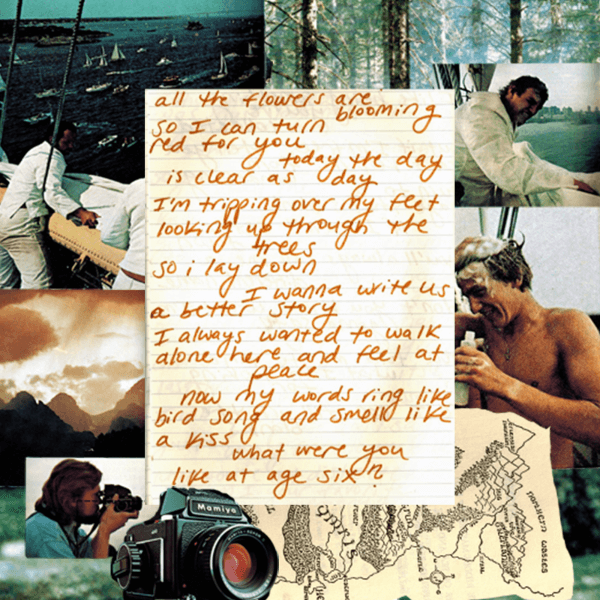 all the flowers are
blooming
so I can turn
red for you
today the day
is clear as day
I'm tripping over my feet
looking up through the
trees
so i lay down
I wanna write us
a better story
I always wanted to walk
alone here and feel at
peace
now my words ring like
bird song and smell like
a kiss
what were you
like at age six?
Mamiya
northern wastes